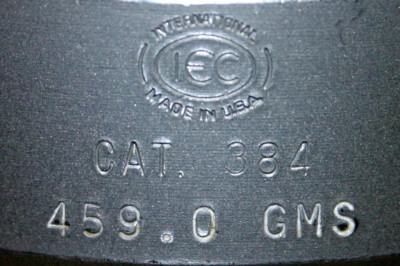 INTERNATIONAL
IEC
MADE IN U.S.A.
CAT. 384
459.0 GMS